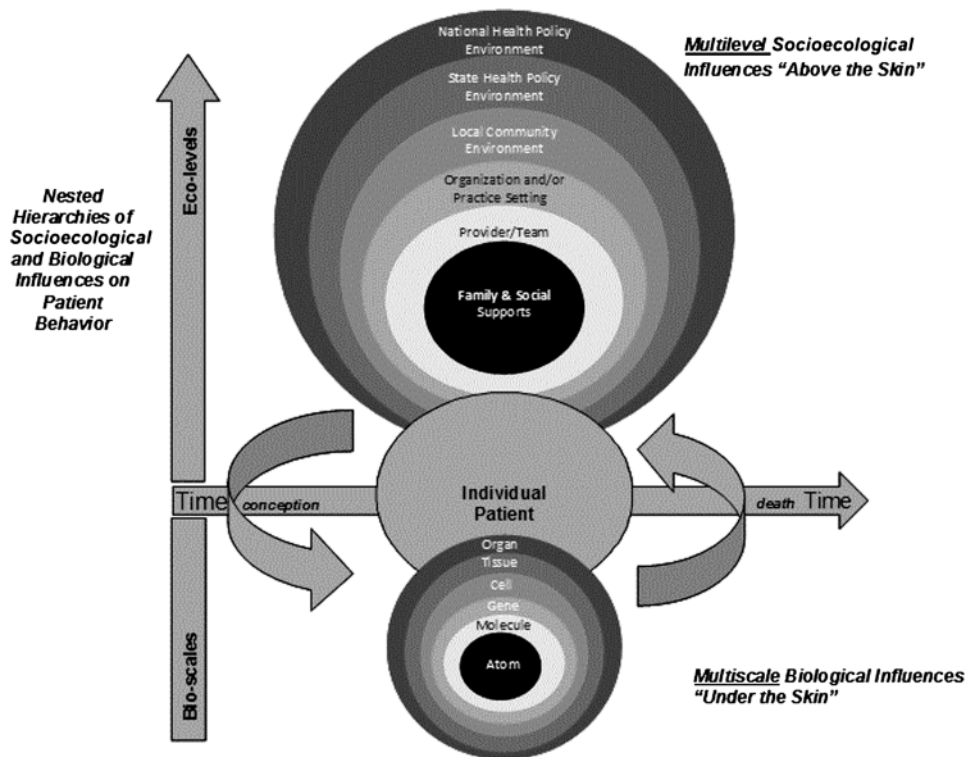 National Health Policy
Environment
State Health Policy
Environment
Local Community
Environment
Organization and/or
Practice Setting
Provider/Team
Family & Social
Supports
Multilevel Socioecological
Influences “Above the Skin”
Eco-levels
Nested
Hierarchies of
Socioecological
and Biological
Influences on
Patient
Behavior
Time
conception
Individual
Patient
death
Time
Organ
Tissue
Cell
Gene
Molecule
Atom
Bio-scales
Multiscale Biological Influences
“Under the Skin”